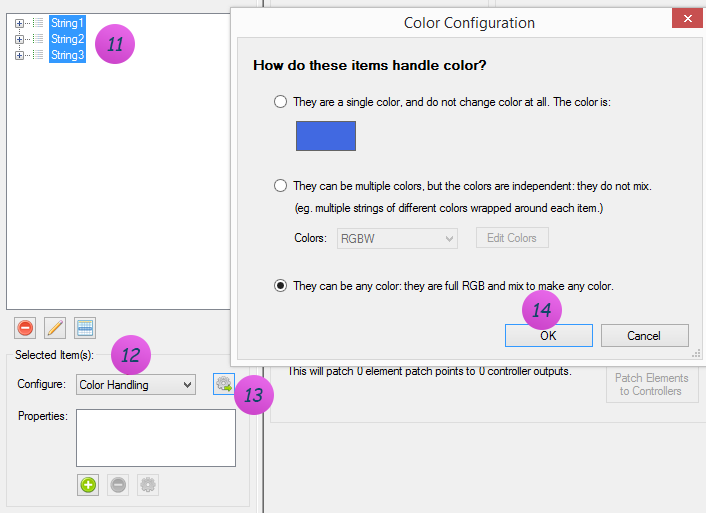 String1
String2
String3
11
Color Configuration
How do these items handle color?
They are a single color, and do not change color at all. The color is:
They can be multiple colors, but the colors are independent: they do not mix.
(eg. multiple strings of different colors wrapped around each item.)
Colors:
RGBW
Edit Colors
They can be any color: they are full RGB and mix to make any color.
14
OK
Cancel
Selected Item(s):
12
Configure:
Color Handling
13
Properties:
This will patch 0 element patch points to 0 controller outputs.
Patch Elements
to Controllers